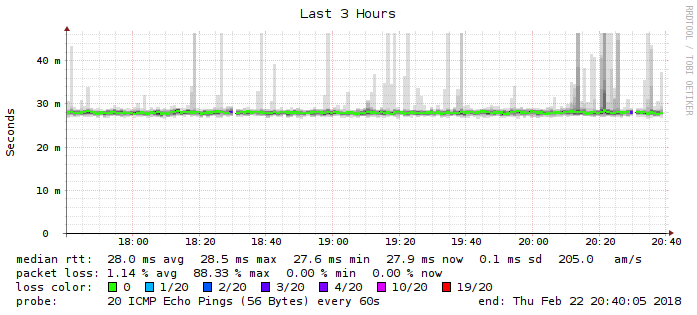 Last 3 Hours
RRDTOOL / TOBI OETIKER
Seconds
40 m
30 m
20 m
10 m
0
18:00 18:20 18:40 19:00 19:20 19:40 20:00 20:20 20:40
median rtt: 28.0 ms avg 28.5 ms max 27.6 ms min 27.9 ms now 0.1 ms sd 205.0 am/s
packet loss: 1.14 % avg 88.33 % max 0.00 % min 0.00 % now
loss color: 0 1/20 2/20 3/20 4/20 10/20 19/20
probe: 20 ICMP Echo Pings (56 Bytes) every 60s end: Thu Feb 22 20:40:05 2018